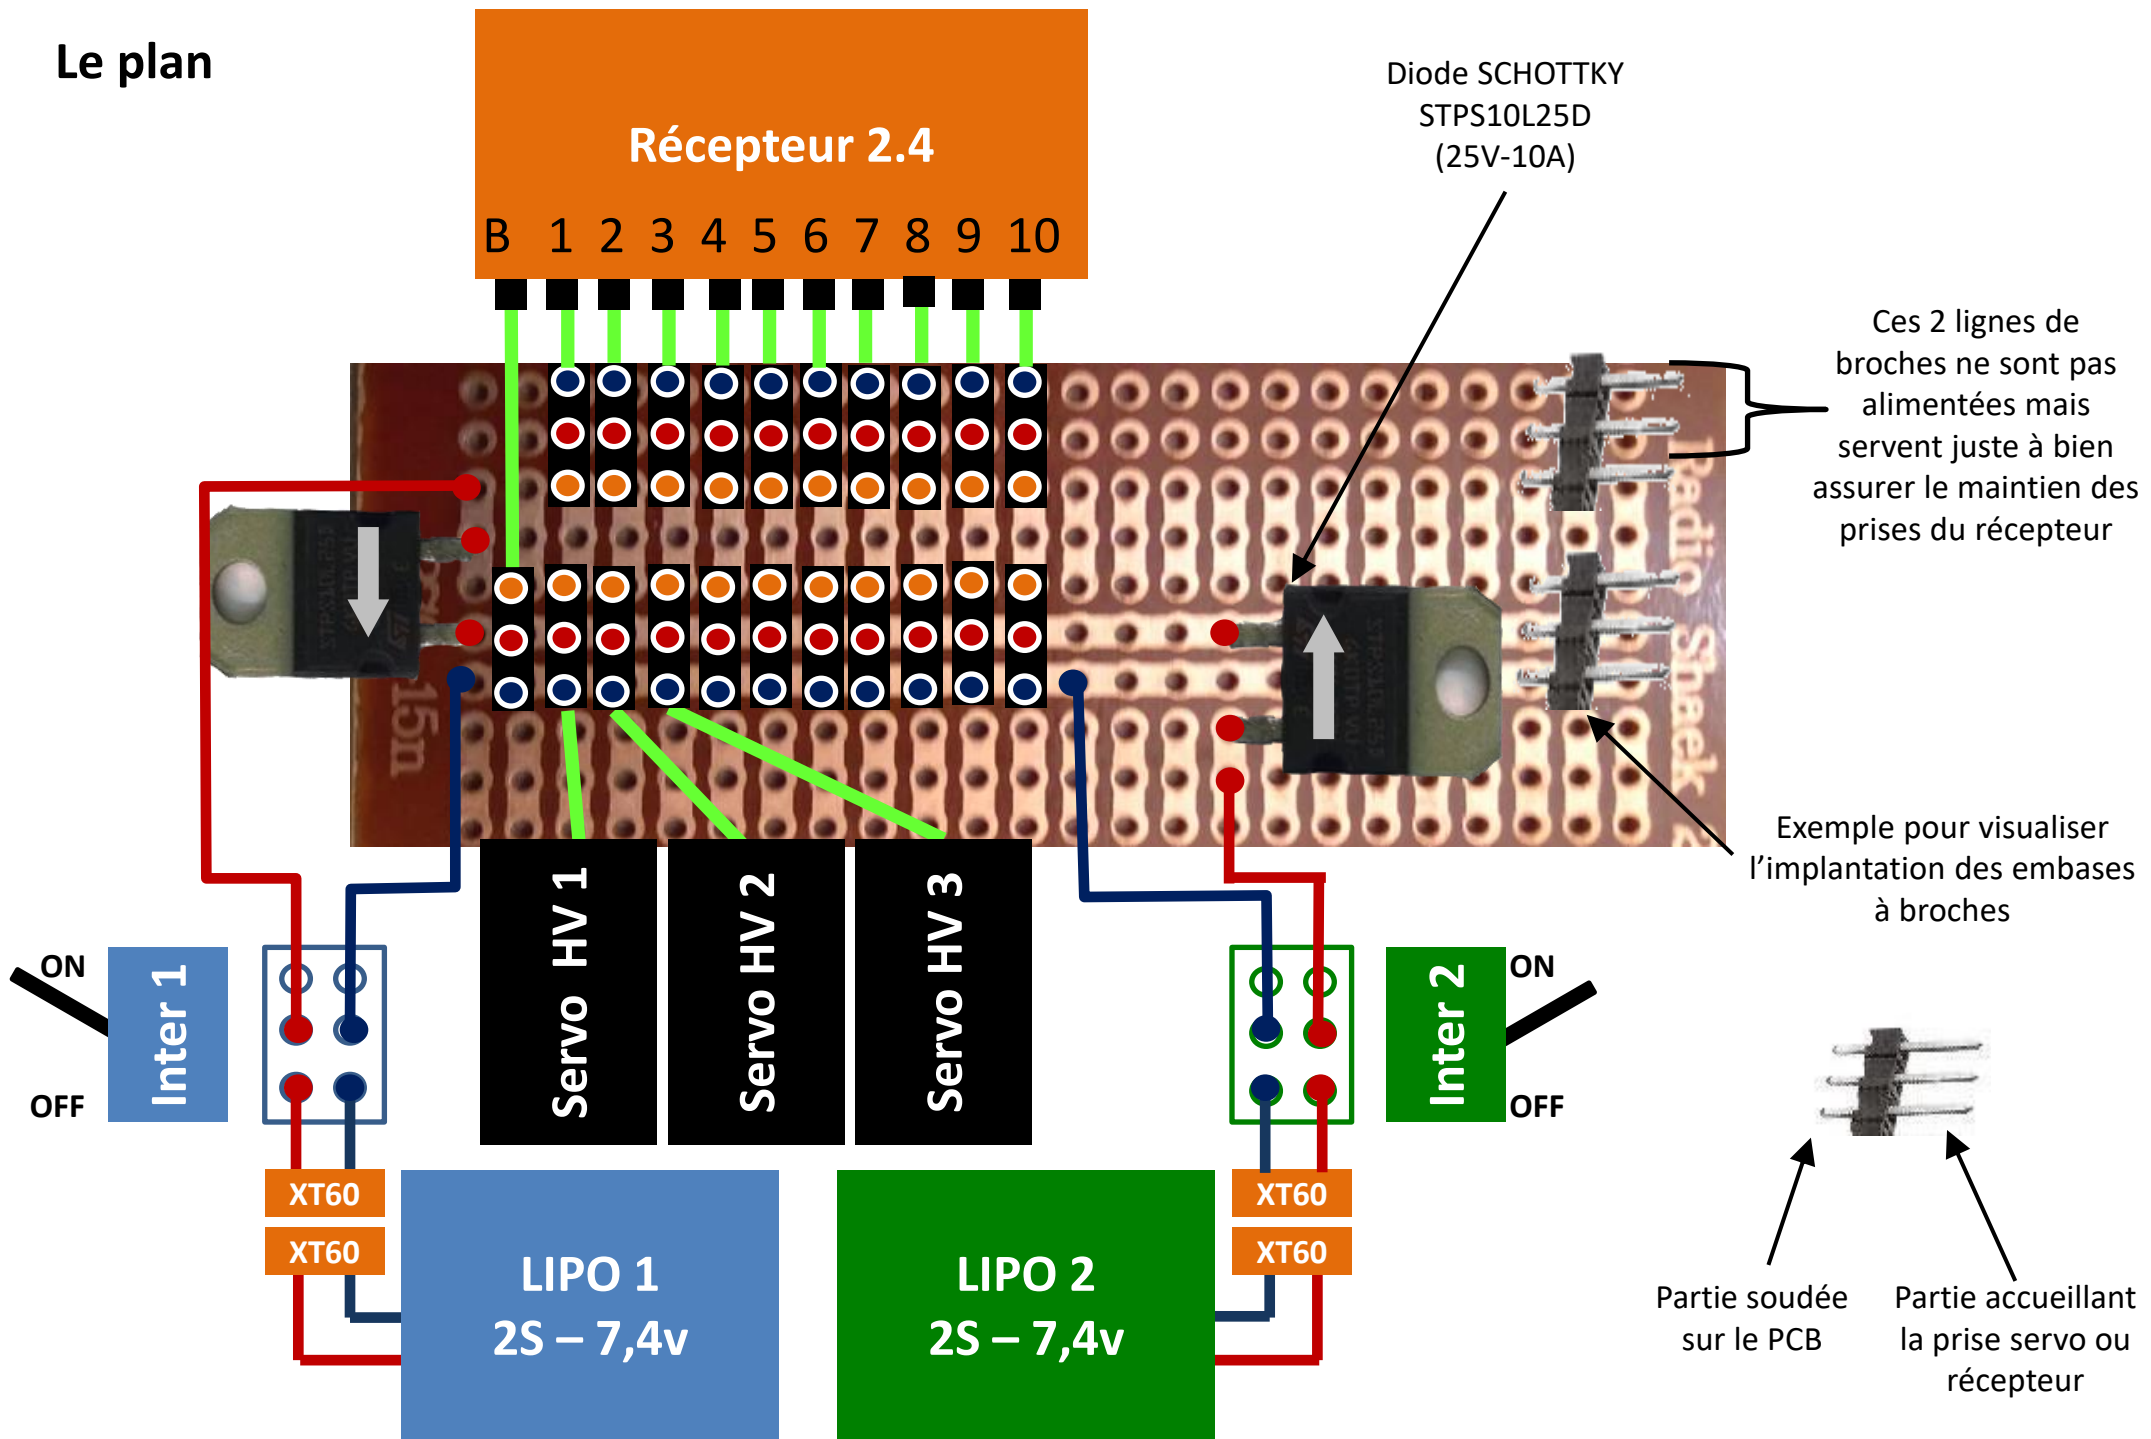 Le plan
Récepteur 2.4
B 1 2 3 4 5 6 7 8 9 10
Diode SCHOTTKY
STPS10L25D
(25V-10A)
Ces 2 lignes de
broches ne sont pas
alimentées mais
servent juste à bien
assurer le maintien des
prises du récepteur
Radio Shack
Exemple pour visualiser
l’implantation des embases
à broches
ON
Inter 1
OFF
Servo HV 1
Servo HV 2
Servo HV 3
Inter 2
ON
OFF
XT60
XT60
LIPO 1
2S – 7,4v
LIPO 2
2S – 7,4v
XT60
XT60
Partie soudée
sur le PCB
Partie accueillant
la prise servo ou
récepteur